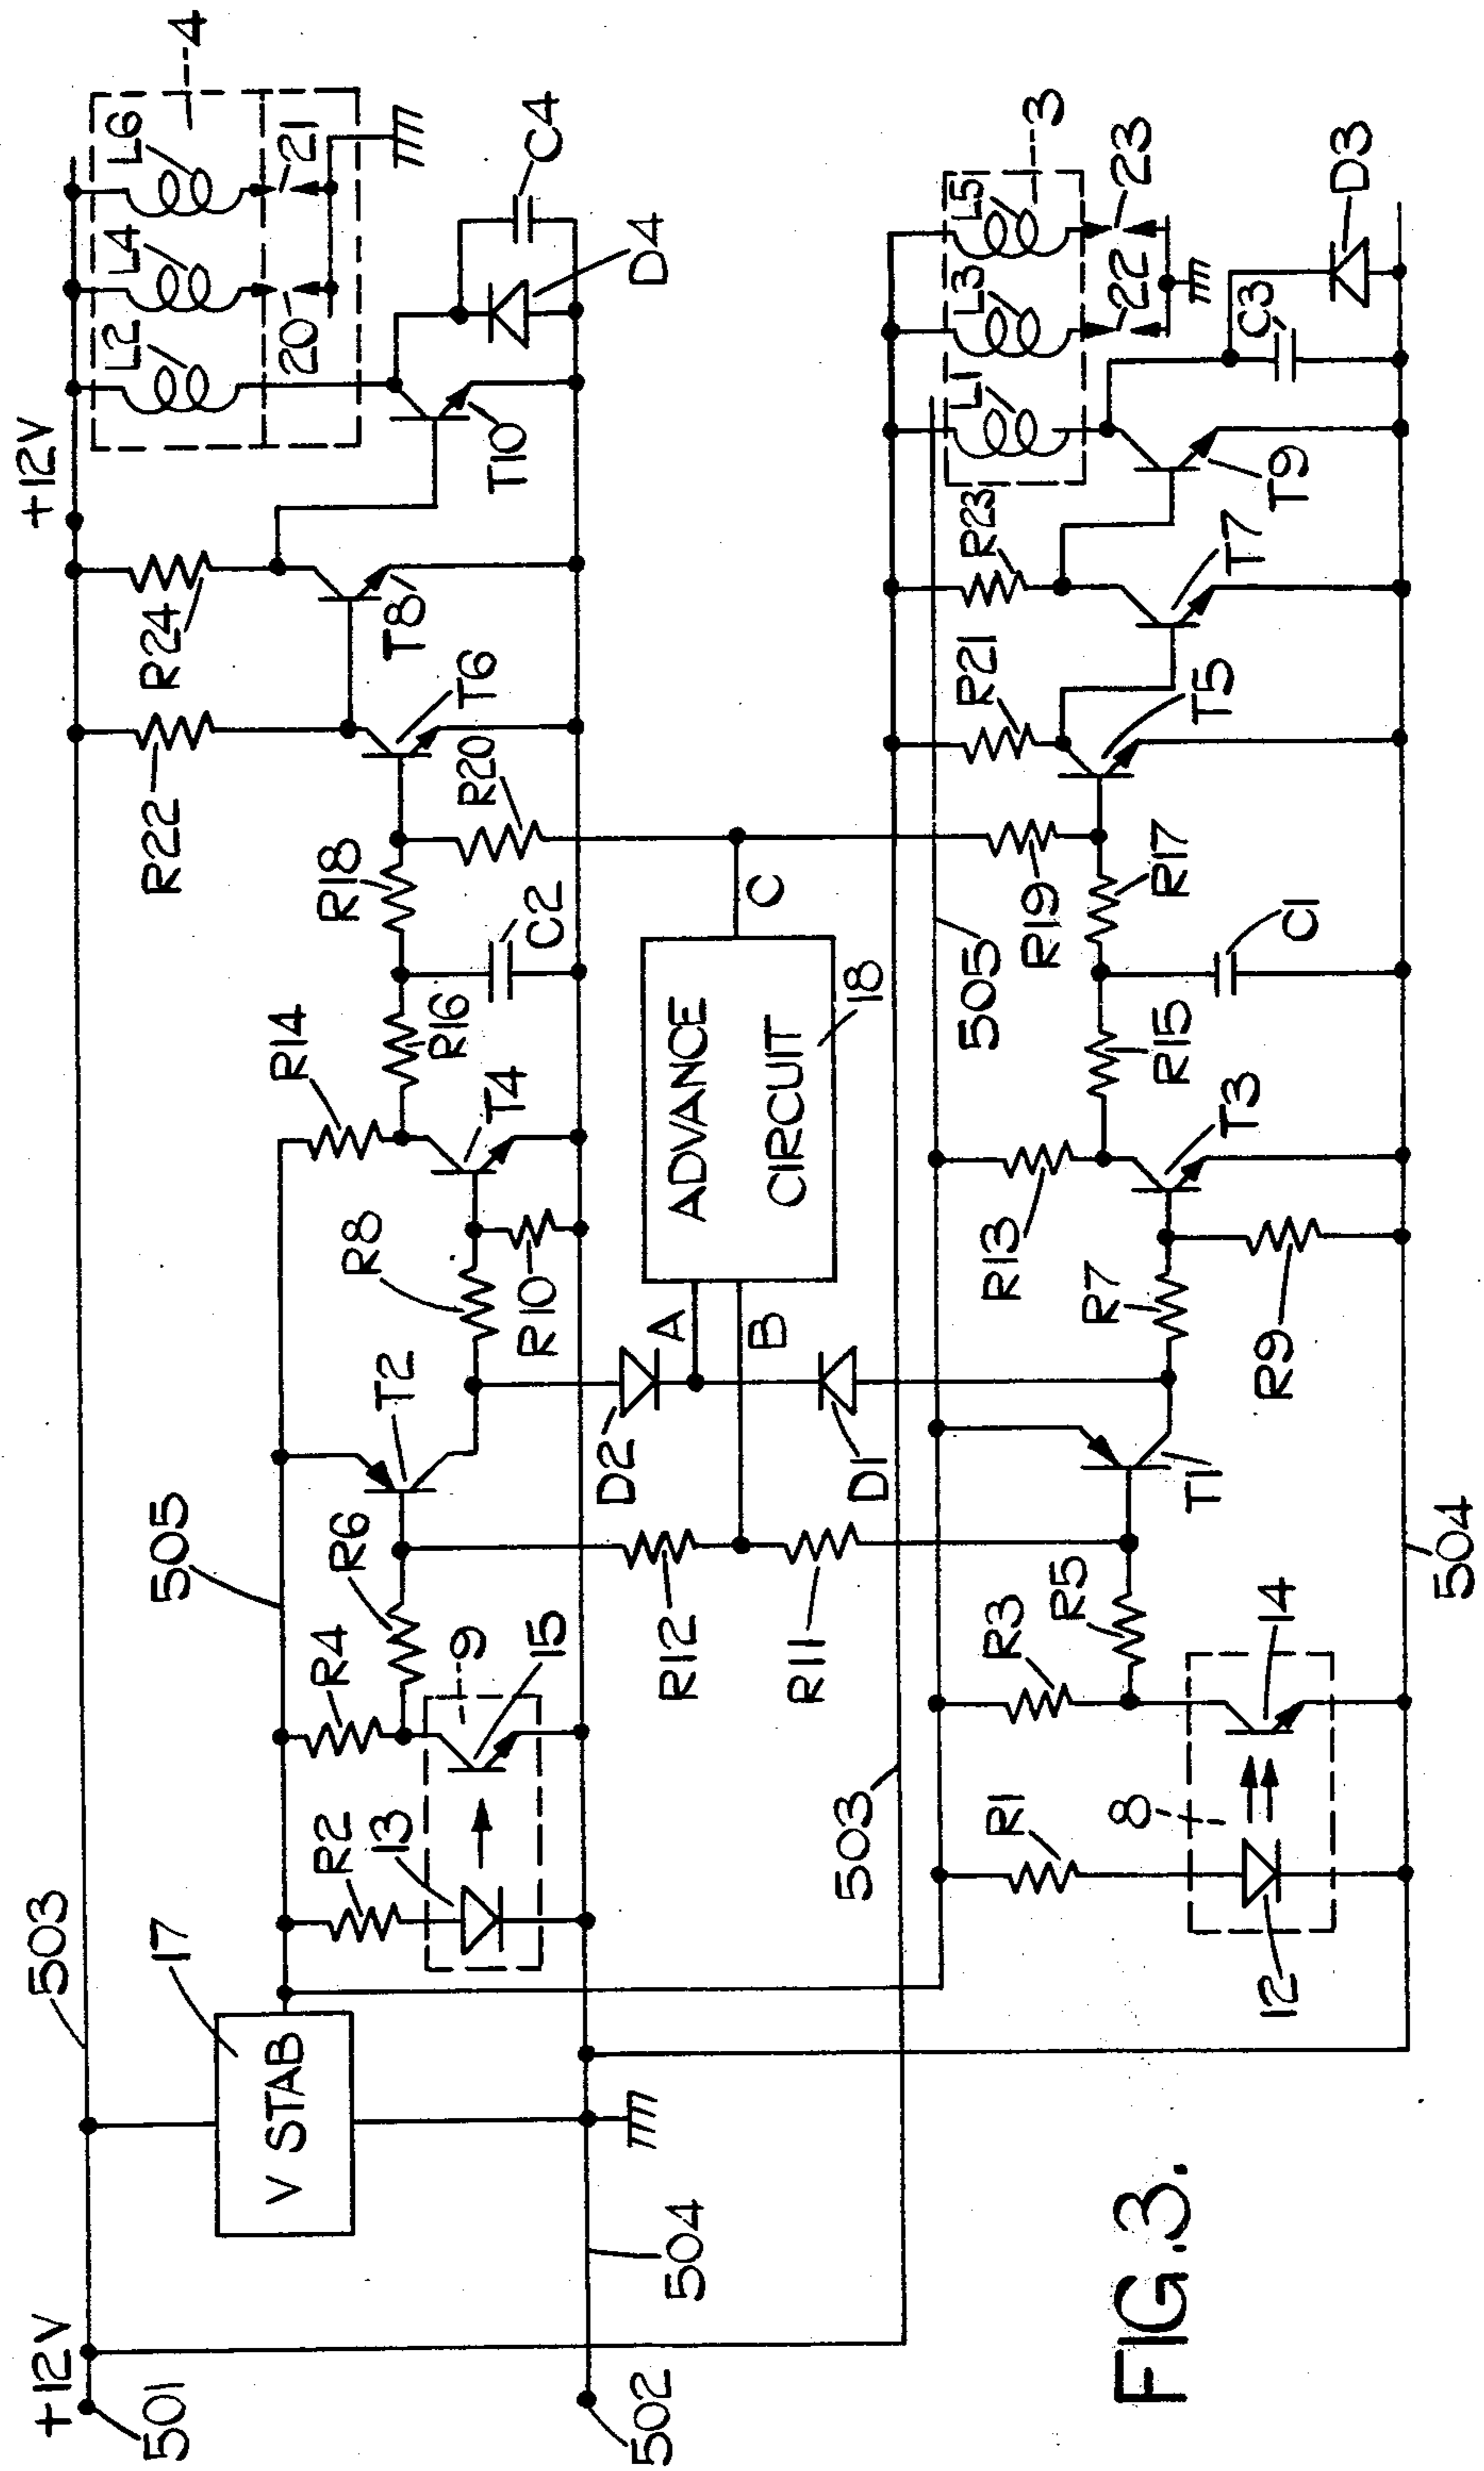 +12V
501
503
17
V STAB
502
504
505
R2
13
R4
9
15
R6
T2
R8
R10
R14
T4
R16
C2
R18
R20
R22
T6
R24
T8
+12V
T10
L2
L4
L6
4
20
21
D4
C4
R12
R11
D2
D1
A
B
ADVANCE
CIRCUIT
18
C
503
505
R1
12
8
R3
14
R5
T1
R7
R9
R13
T3
R15
C1
R17
R19
R21
T5
R23
T7
T9
L1
L3
L5
3
22
23
C3
D3
504
FIG.3.